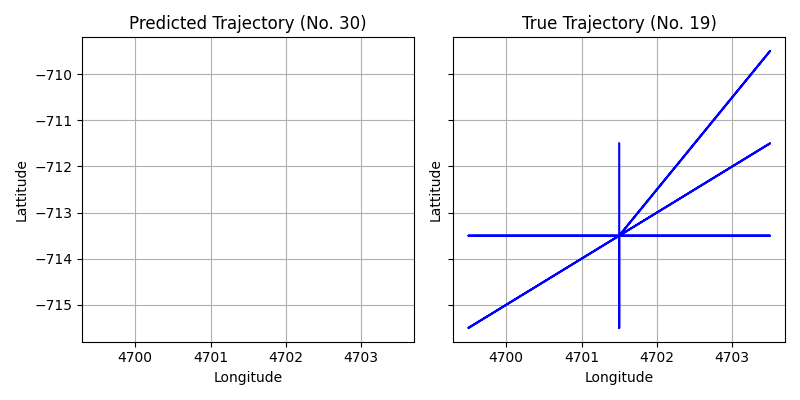 Predicted Trajectory (No. 30)
True Trajectory (No. 19)
Lattitude
−710
−711
−712
−713
−714
−715
4700
4701
4702
4703
Longitude
Lattitude
4700
4701
4702
4703
Longitude